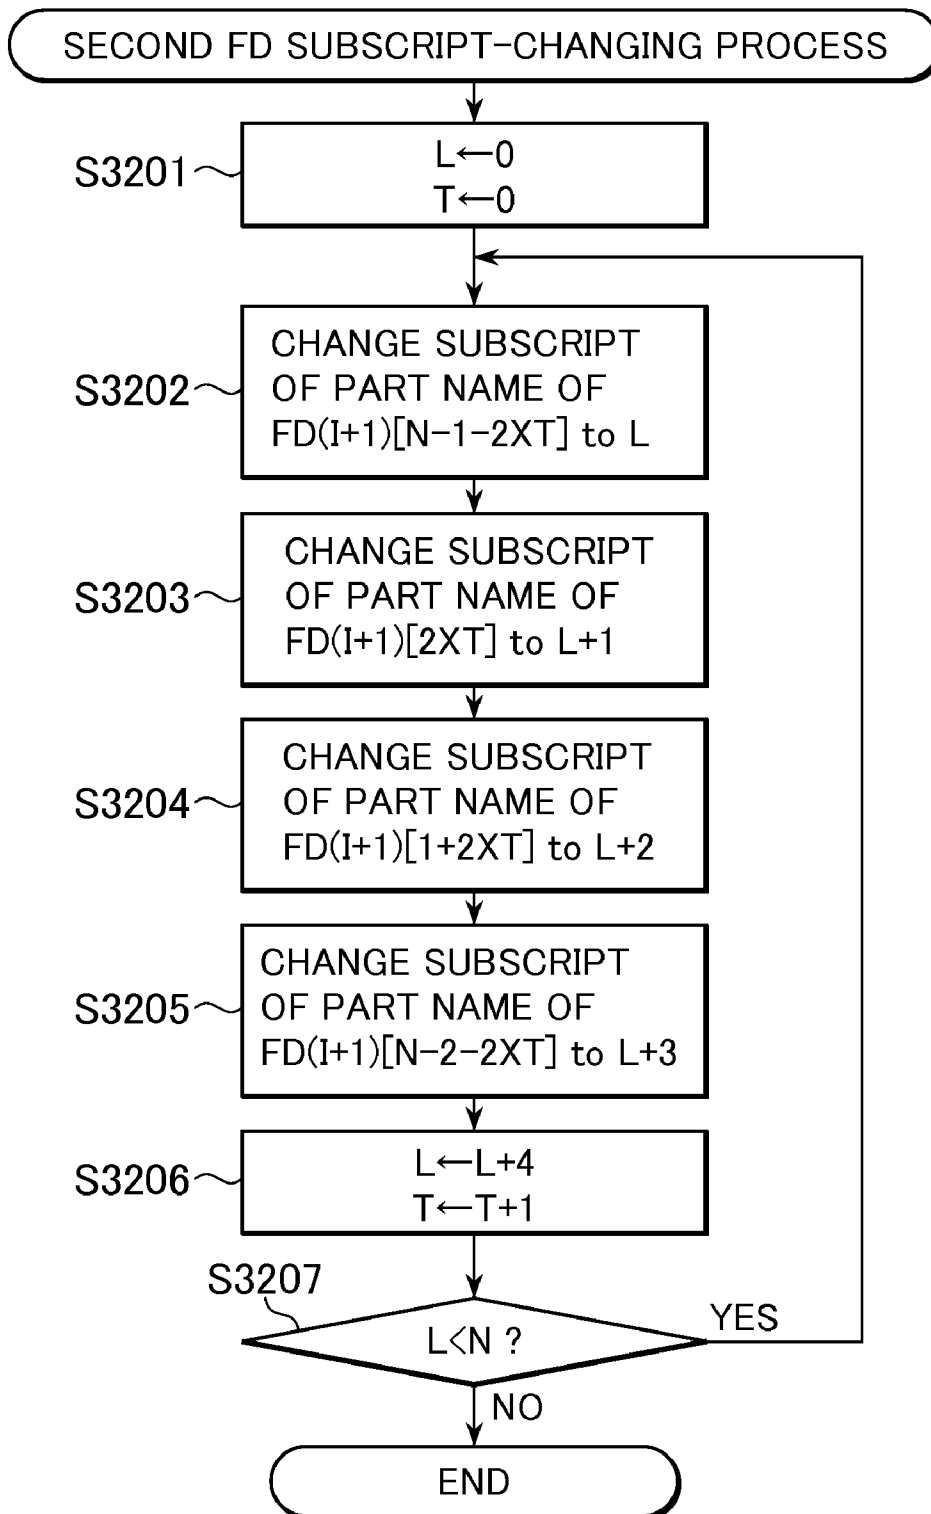 SECOND FD SUBSCRIPT-CHANGING PROCESS
S3201
L←0
T←0
S3202
CHANGE SUBSCRIPT
OF PART NAME OF
FD(I+1)[N-1-2XT] to L
S3203
CHANGE SUBSCRIPT
OF PART NAME OF
FD(I+1)[2XT] to L+1
S3204
CHANGE SUBSCRIPT
OF PART NAME OF
FD(I+1)[1+2XT] to L+2
S3205
CHANGE SUBSCRIPT
OF PART NAME OF
FD(I+1)[N-2-2XT] to L+3
S3206
L←L+4
T←T+1
S3207
L<N ?
YES
NO
END